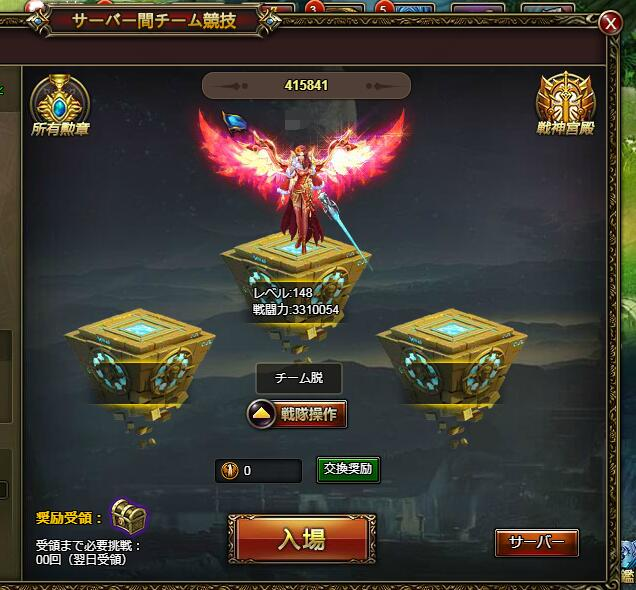 サーバー間チーム競技
3
5
415841
所有勲章
戦神宮殿
レベル:148
戦闘力:3310054
チーム脱
戦隊操作
0
交換奨励
奨励受領：
受領まで必要挑戦：
00回（翌日受領）
入場
サーバー